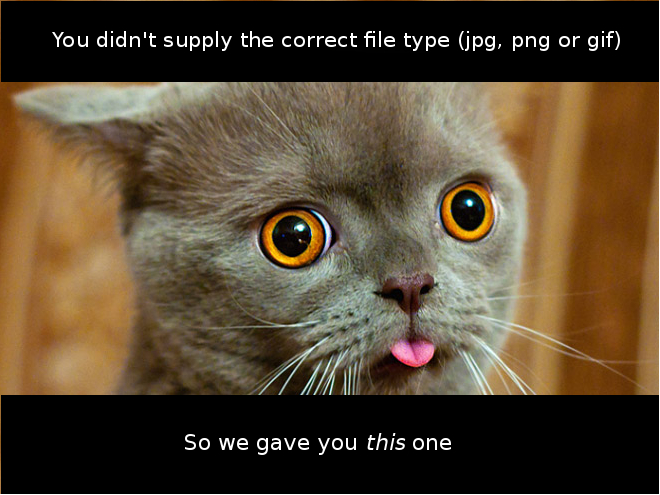 You didn't supply the correct file type (jpg, png or gif)
So we gave you this one